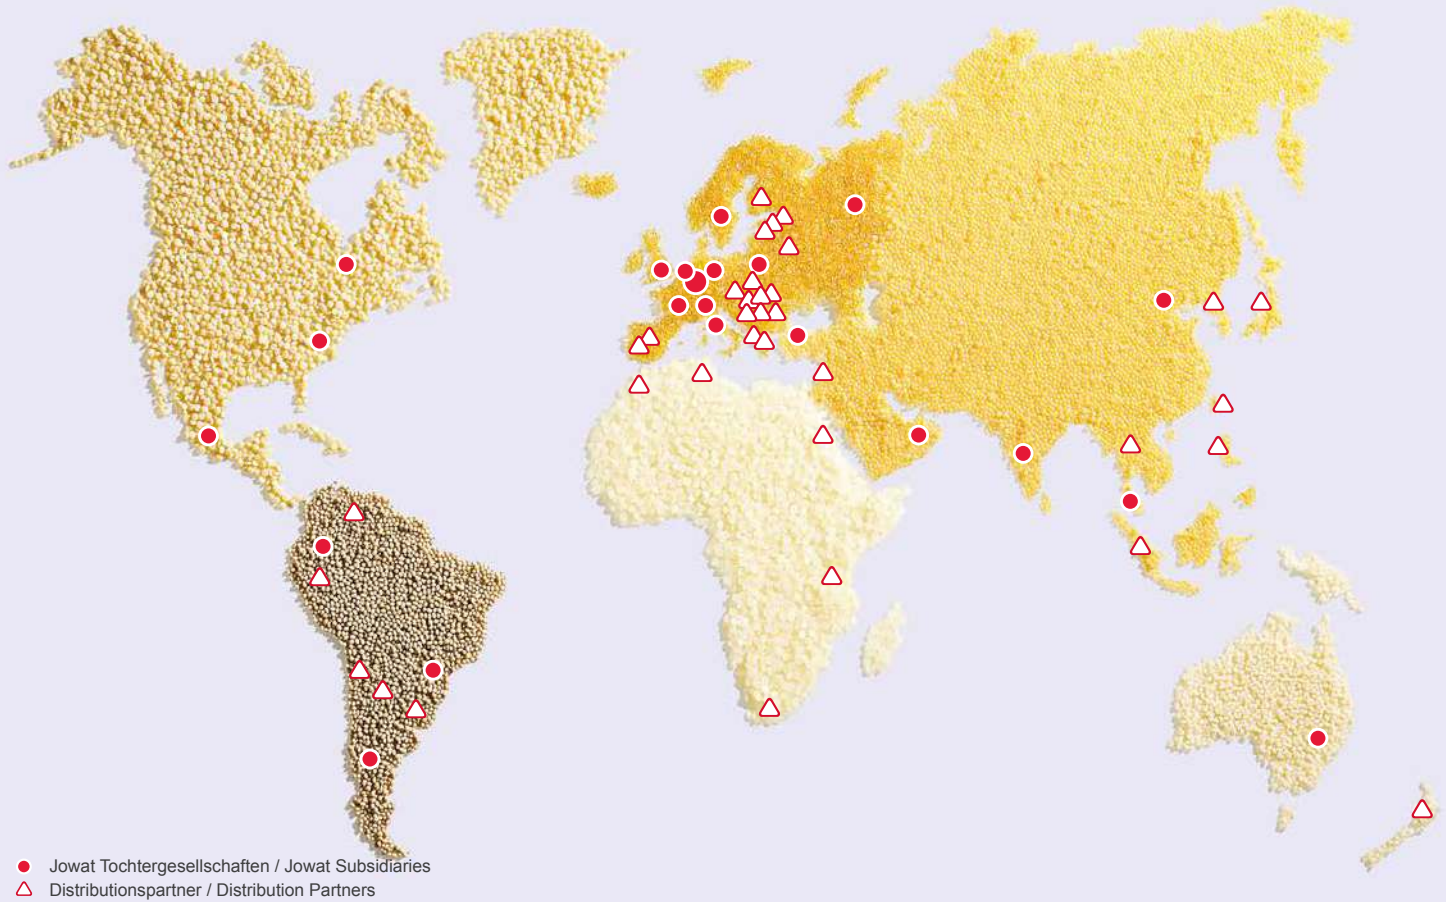 Jowat Tochtergesellschaften / Jowat Subsidiaries
Distributionspartner / Distribution Partners